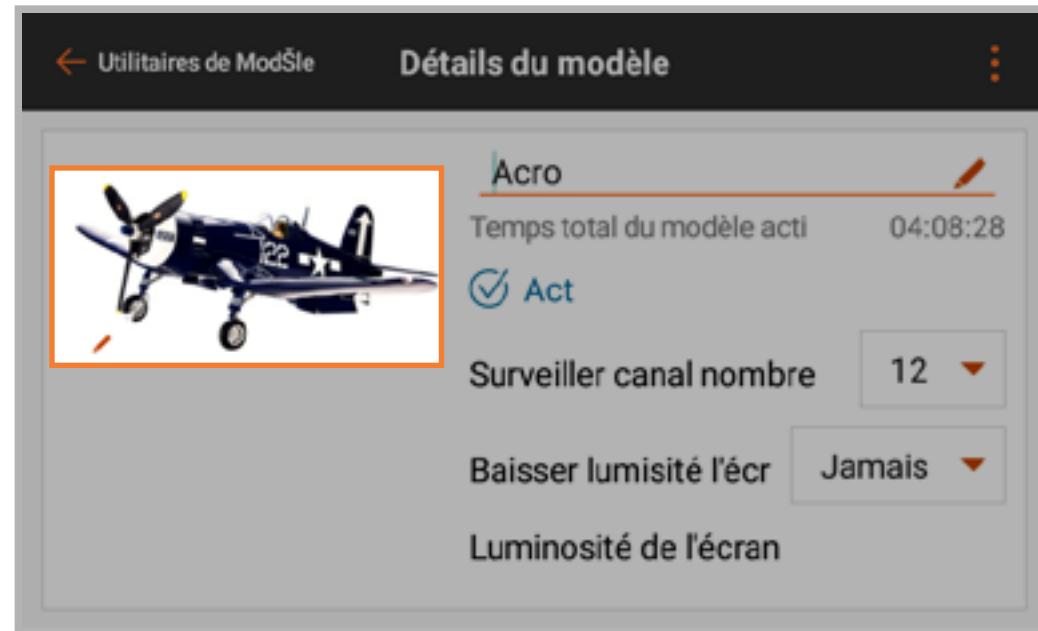 Utilitaires de ModŠle
Détails du modèle
Acro
Temps total du modèle acti 04:08:28
Act
Surveiller canal nombre 12
Baisser lumisité l'écr Jamais
Luminosité de l'écran
122